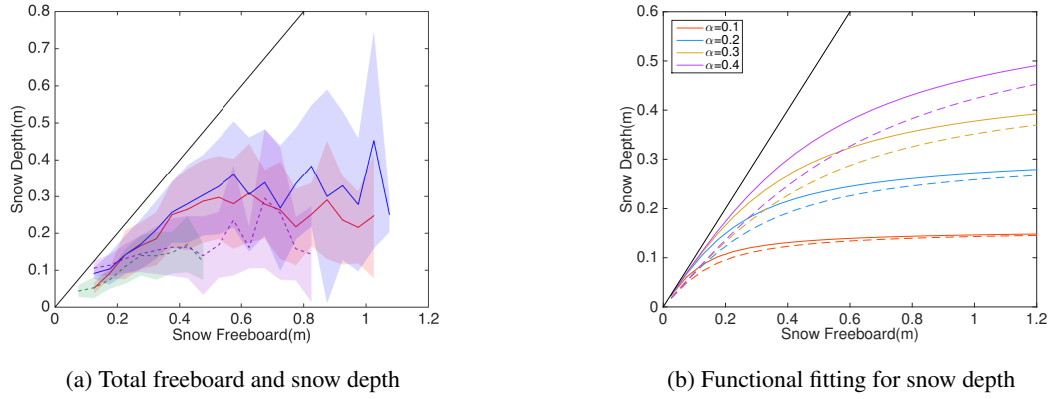 0.8
0.7
0.6
0.5
0.4
0.3
0.2
0.1
0
Snow Depth(m)
0 0.2 0.4 0.6 0.8 1 1.2
Snow Freeboard(m)
(a) Total freeboard and snow depth
0.6
0.5
0.4
0.3
0.2
0.1
0
Snow Depth(m)
α=0.1
α=0.2
α=0.3
α=0.4
0 0.2 0.4 0.6 0.8 1 1.2
Snow Freeboard(m)
(b) Functional fitting for snow depth